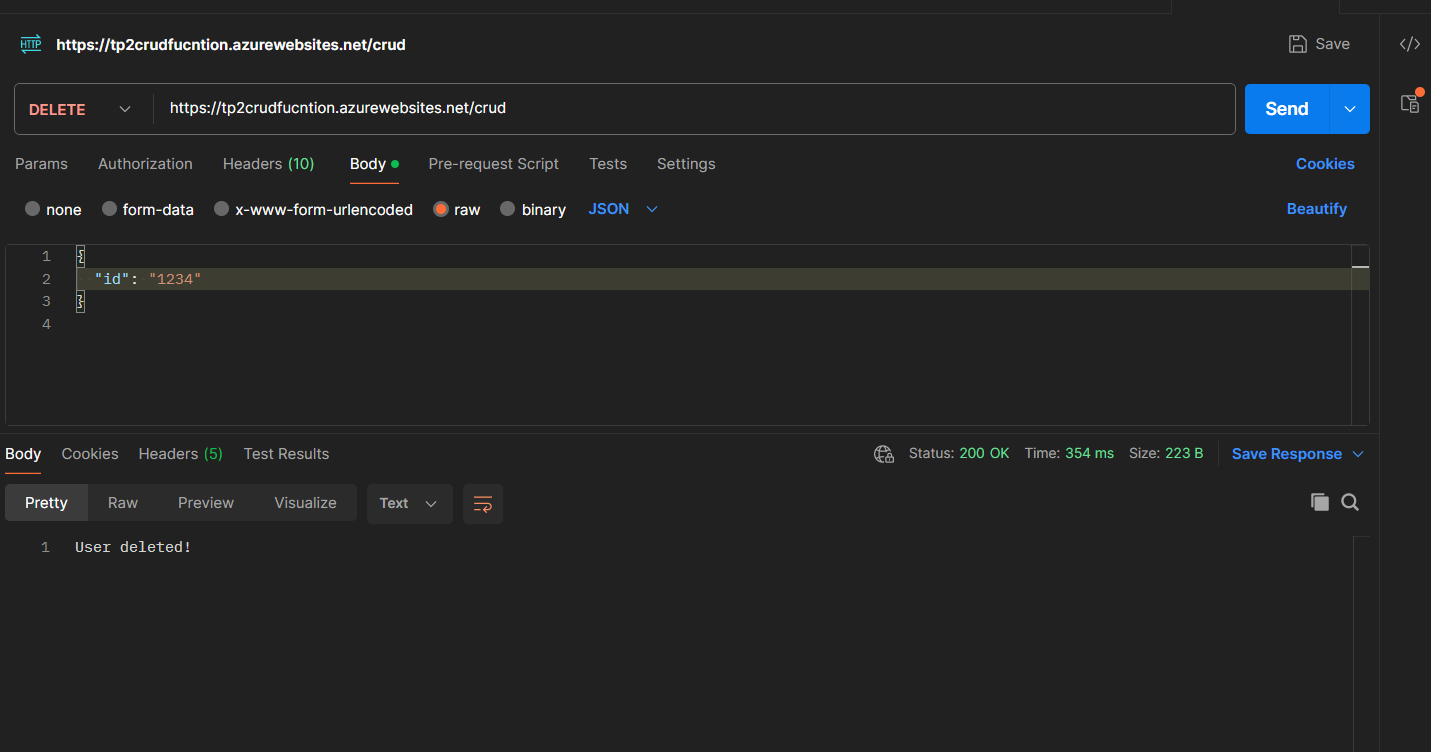 HTTP https://tp2crudfucntion.azurewebsites.net/crud Save </>
DELETE https://tp2crudfucntion.azurewebsites.net/crud Send
Params Authorization Headers (10) Body Pre-request Script Tests Settings Cookies
none form-data x-www-form-urlencoded raw binary JSON Beautify
1 {
2 "id": "1234"
3 }
4
Body Cookies Headers (5) Test Results Status: 200 OK Time: 354 ms Size: 223 B Save Response
Pretty Raw Preview Visualize Text
1 User deleted!